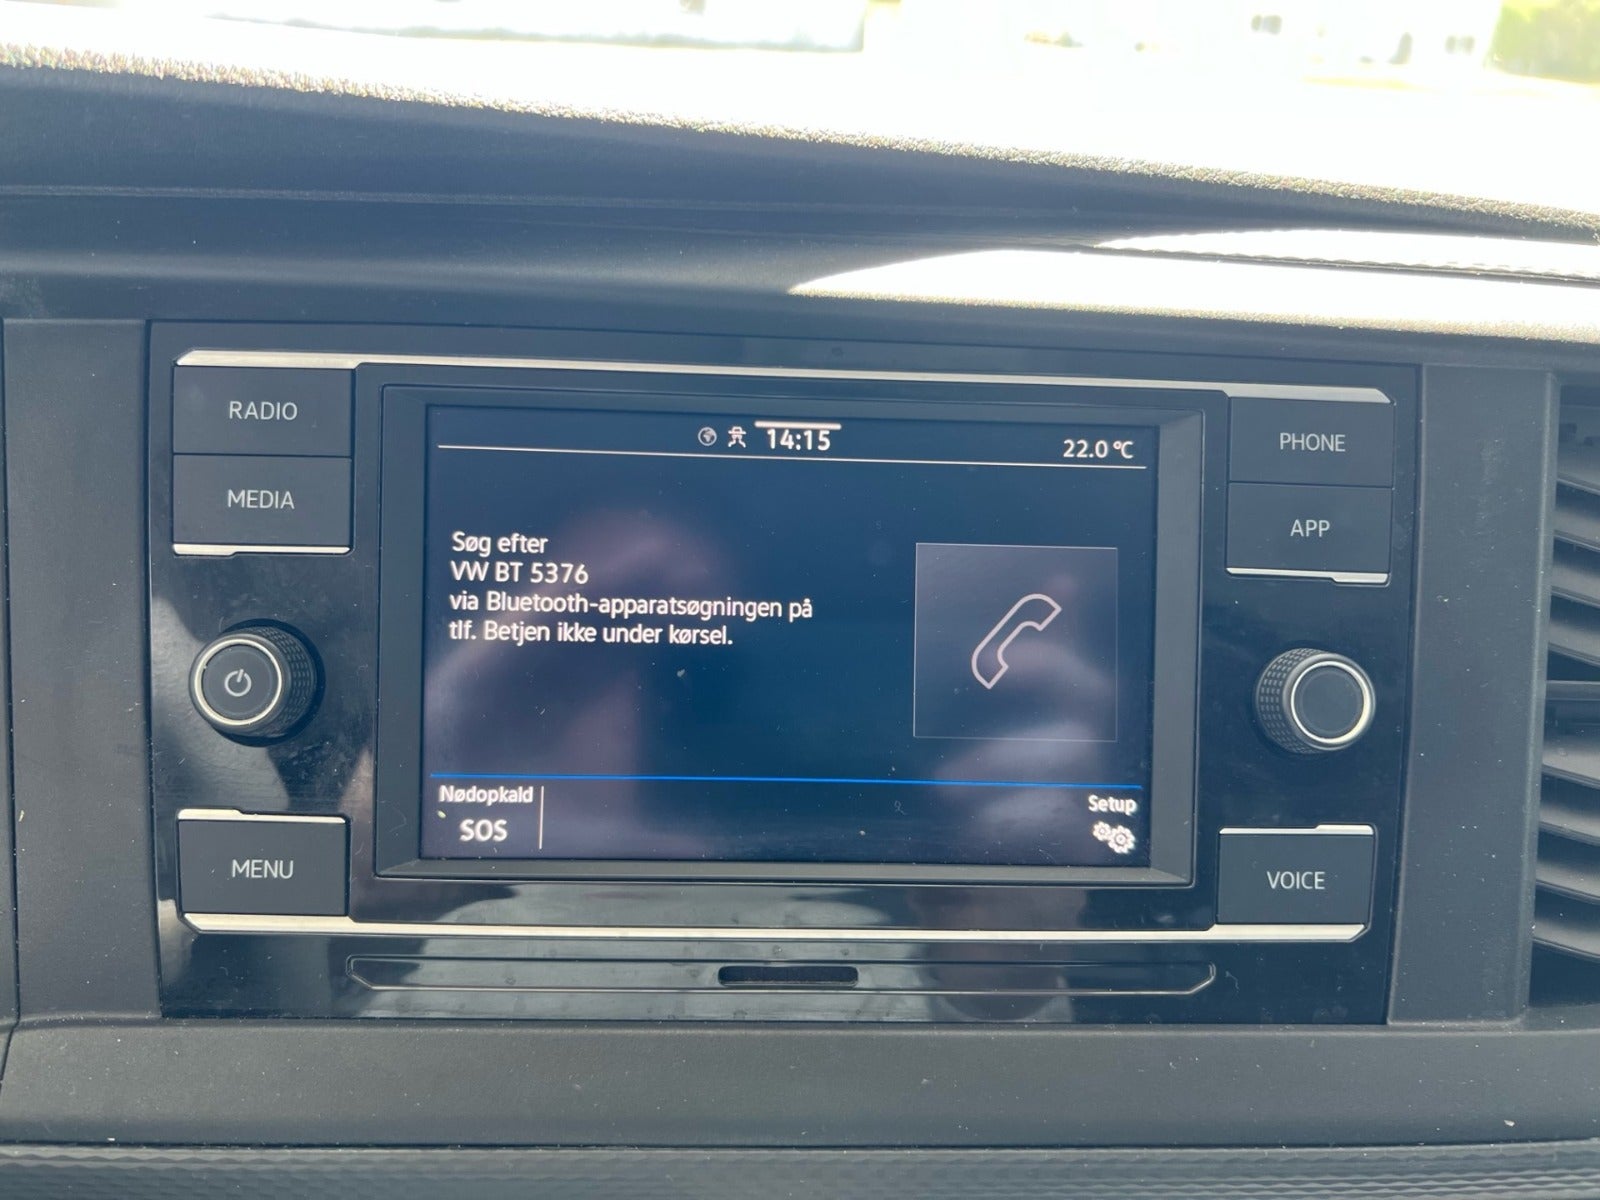 RADIO
MEDIA
MENU
14:15
22.0 °C
Søg efter
VW BT 5376
via Bluetooth-apparatsøgningen på
tlf. Betjen ikke under kørsel.
Nødopkald
SOS
Setup
PHONE
APP
VOICE